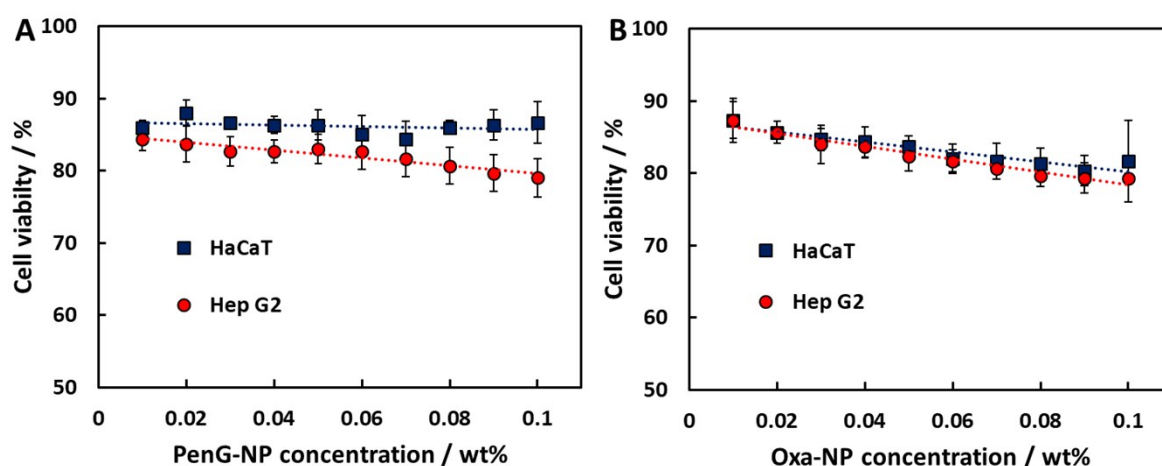 A
Cell viabilty / %
100
90
80
70
60
50
HaCaT
Hep G2
0
0.02
0.04
0.06
0.08
0.1
PenG-NP concentration / wt%
B
Cell viability / %
100
90
80
70
60
50
HaCaT
Hep G2
0
0.02
0.04
0.06
0.08
0.1
Oxa-NP concentration / wt%